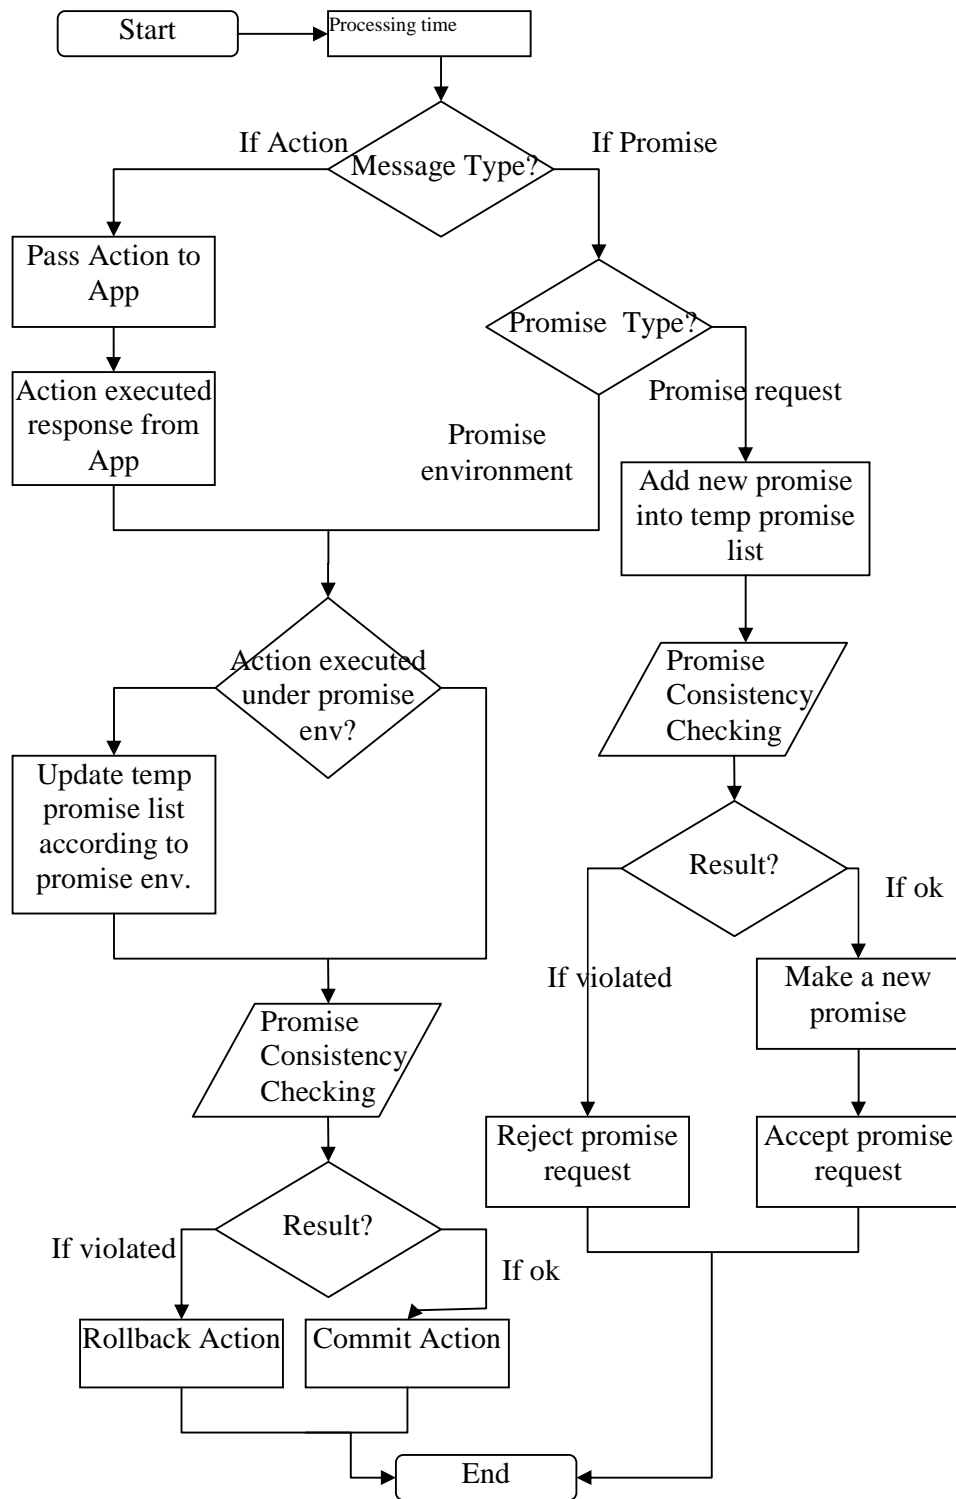 Start
Processing time
If Action
If Promise
Message Type?
Pass Action to
App
Promise Type?
Action executed
response from
App
Promise request
Promise
environment
Add new promise
into temp promise
list
Action executed
under promise
env?
Promise
Consistency
Checking
Update temp
promise list
according to
promise env.
Result?
If ok
If violated
Make a new
promise
Promise
Consistency
Checking
Reject promise
request
Accept promise
request
Result?
If violated
If ok
Rollback Action
Commit Action
End